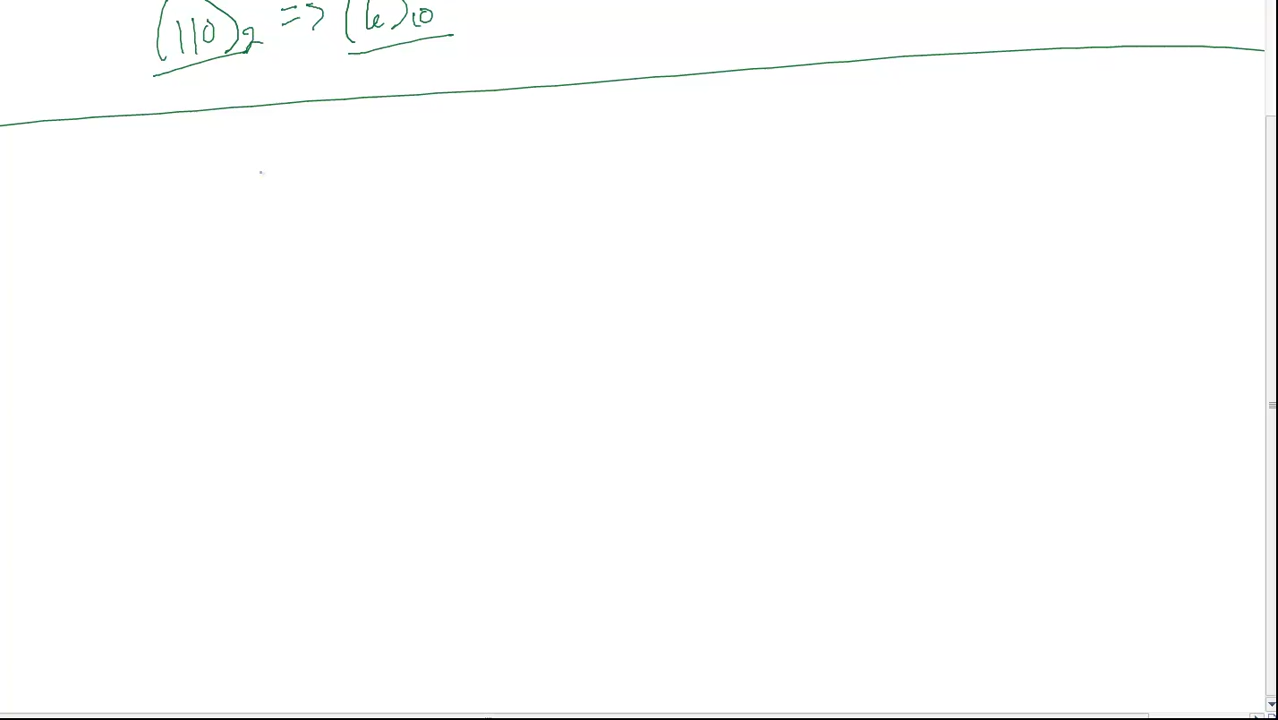 (110)₂ => (6)₁₀